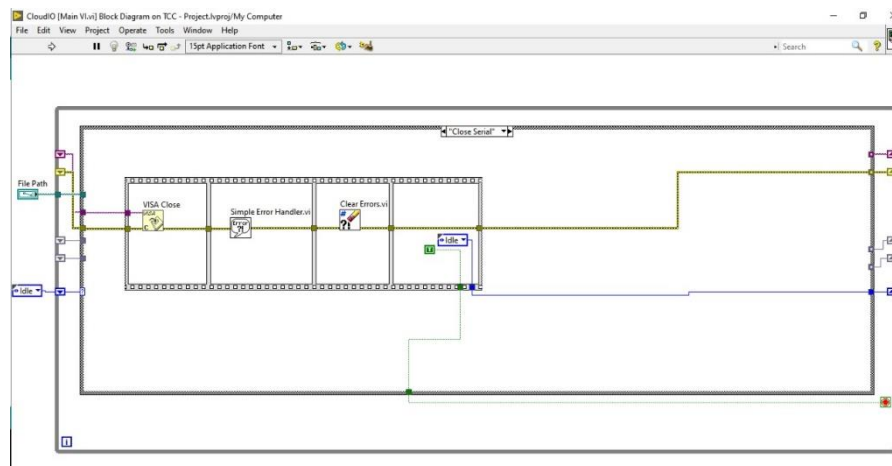 CloudIO [Main VI.vi] Block Diagram on TCC - Project.lvproj/My Computer
File Edit View Project Operate Tools Window Help
15pt Application Font
Search
"Close Serial"
File Path
VISA Close
Simple Error Handler.vi
Clear Errors.vi
Idle
Idle